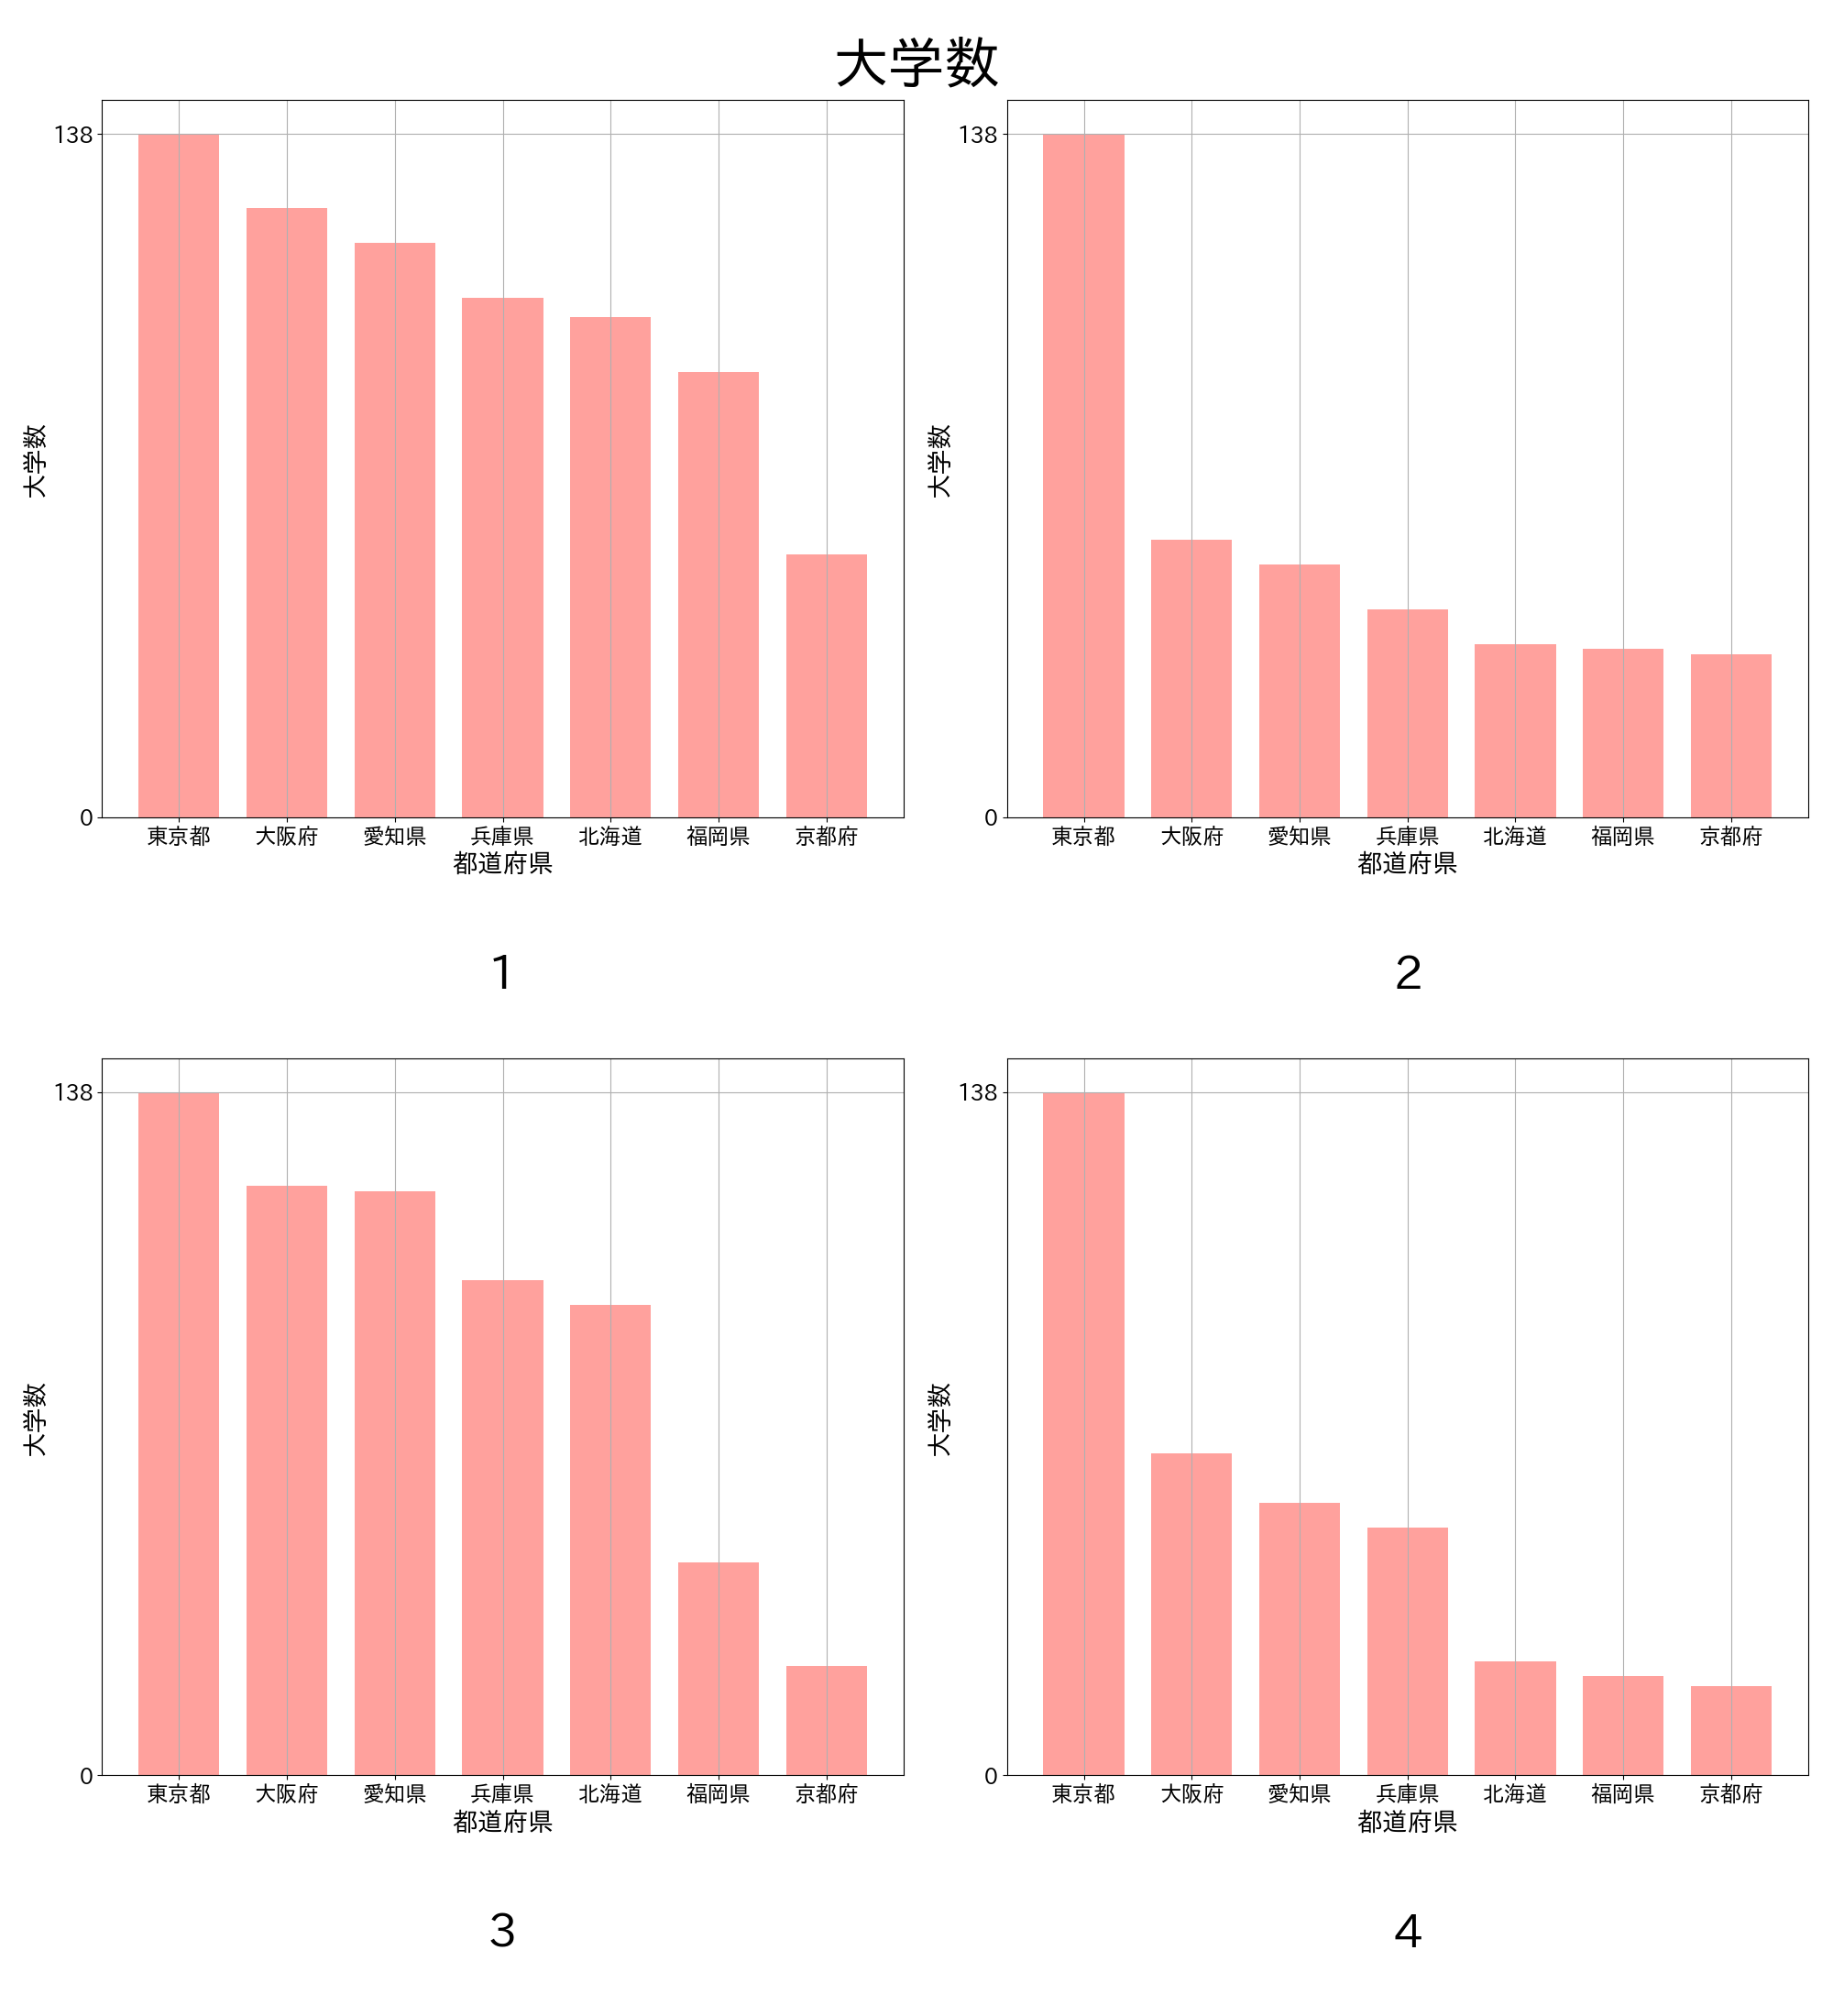 大学数
138
0
大学数
東京都 大阪府 愛知県 兵庫県 北海道 福岡県 京都府
都道府県
1
138
0
大学数
東京都 大阪府 愛知県 兵庫県 北海道 福岡県 京都府
都道府県
2
138
0
大学数
東京都 大阪府 愛知県 兵庫県 北海道 福岡県 京都府
都道府県
3
138
0
大学数
東京都 大阪府 愛知県 兵庫県 北海道 福岡県 京都府
都道府県
4